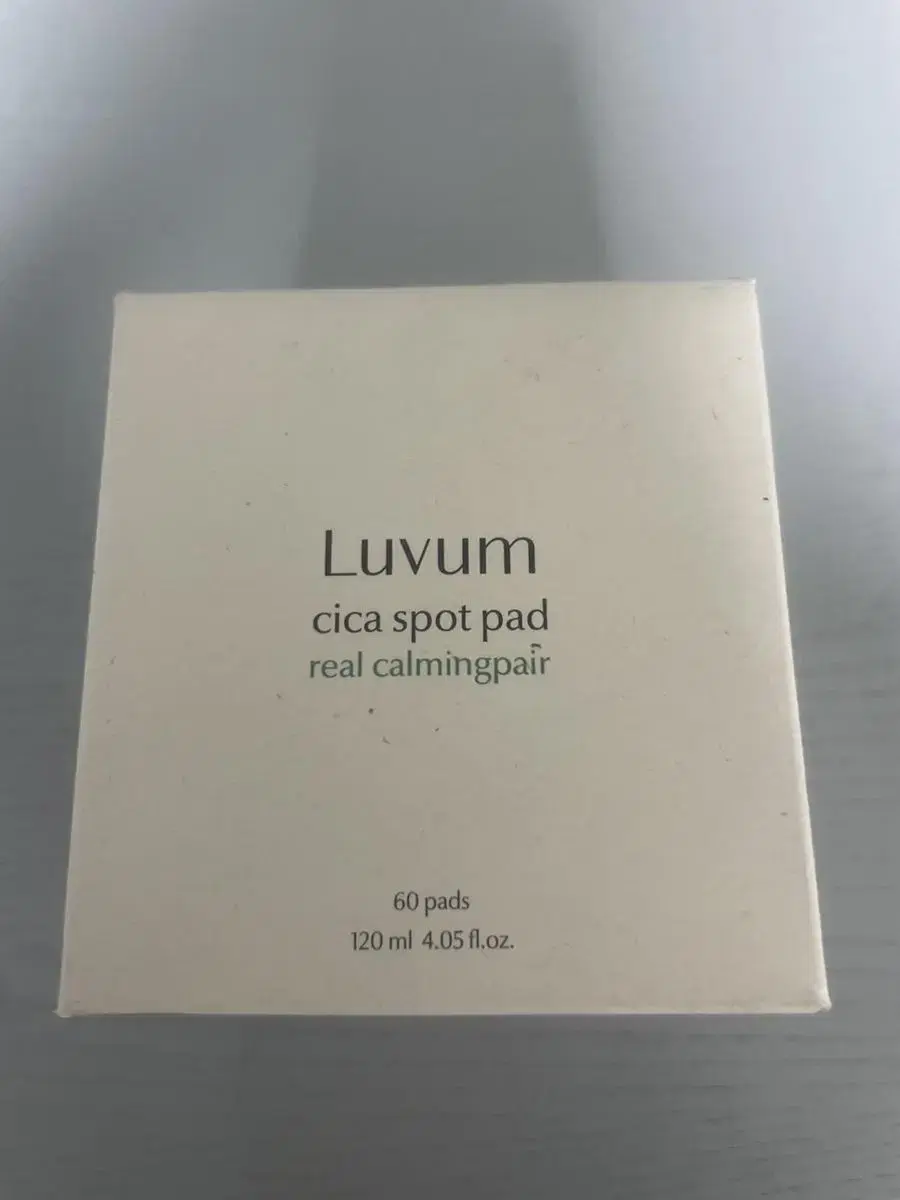 Luvum
cica spot pad
real calmingpair
60 pads
120 ml 4.05 fl.oz.